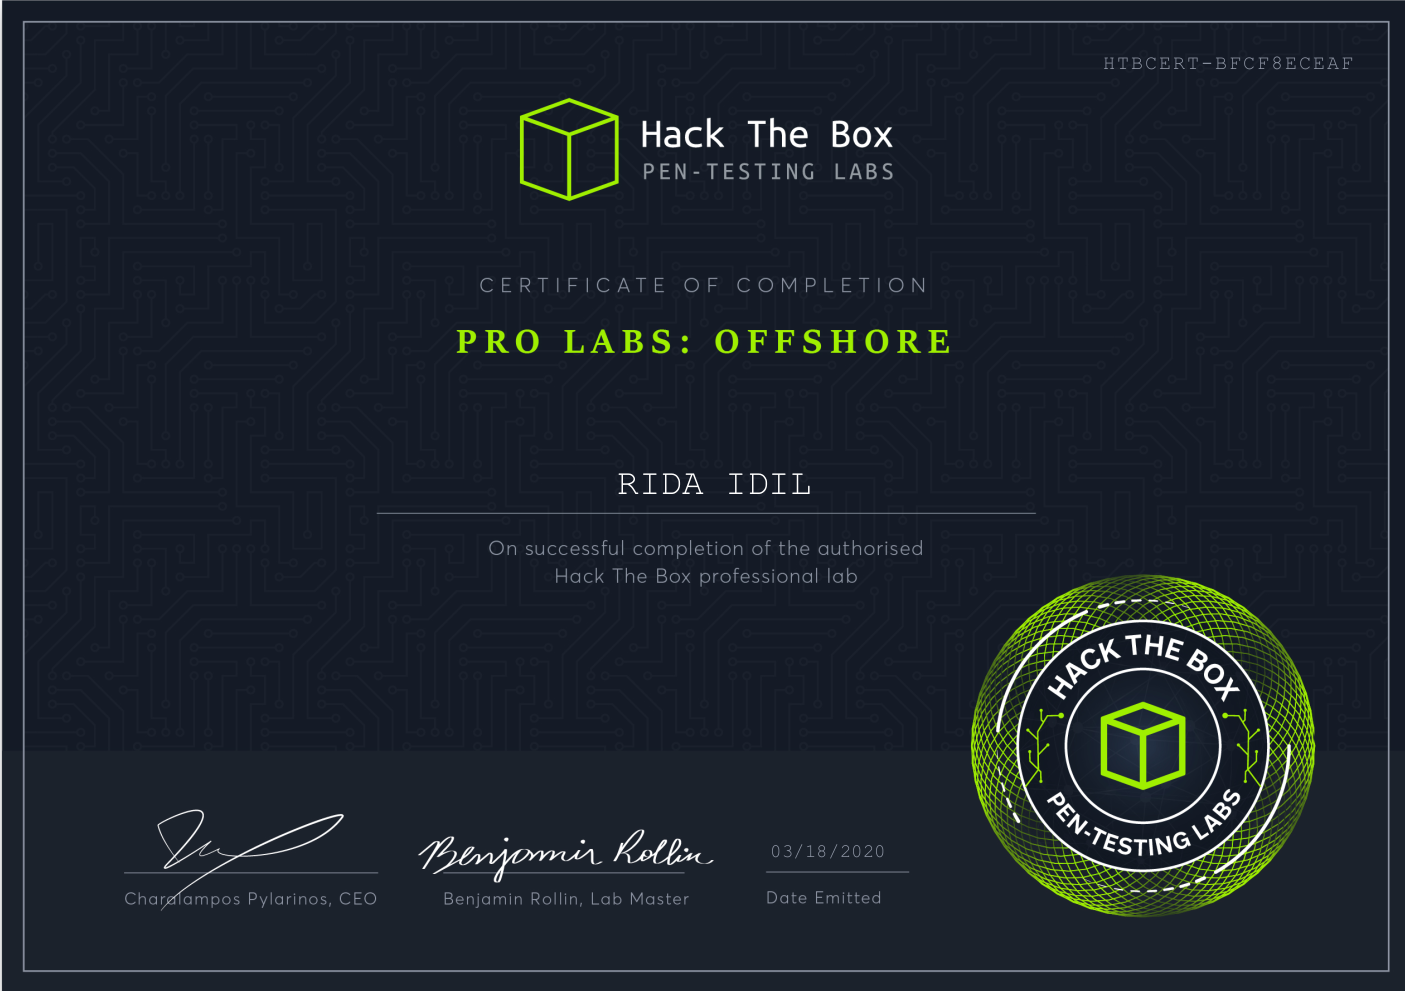 HTBCERT-BFCF8ECEAF
Hack The Box
PEN-TESTING LABS
CERTIFICATE OF COMPLETION
PRO LABS: OFFSHORE
RIDA IDIL
On successful completion of the authorised
Hack The Box professional lab
HACK THE BOX
PEN-TESTING LABS
Benjamin Rollin
03/18/2020
Charalampos Pylarinos, CEO
Benjamin Rollin, Lab Master
Date Emitted